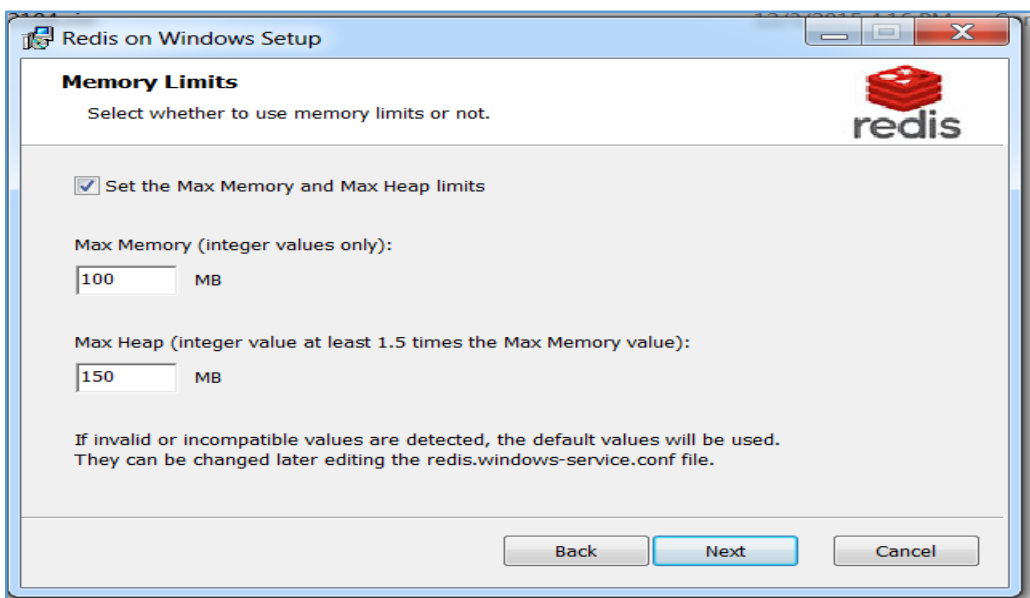 Redis on Windows Setup
Memory Limits
Select whether to use memory limits or not.
redis
Set the Max Memory and Max Heap limits
Max Memory (integer values only):
100 MB
Max Heap (integer value at least 1.5 times the Max Memory value):
150 MB
If invalid or incompatible values are detected, the default values will be used.
They can be changed later editing the redis.windows-service.conf file.
Back Next Cancel